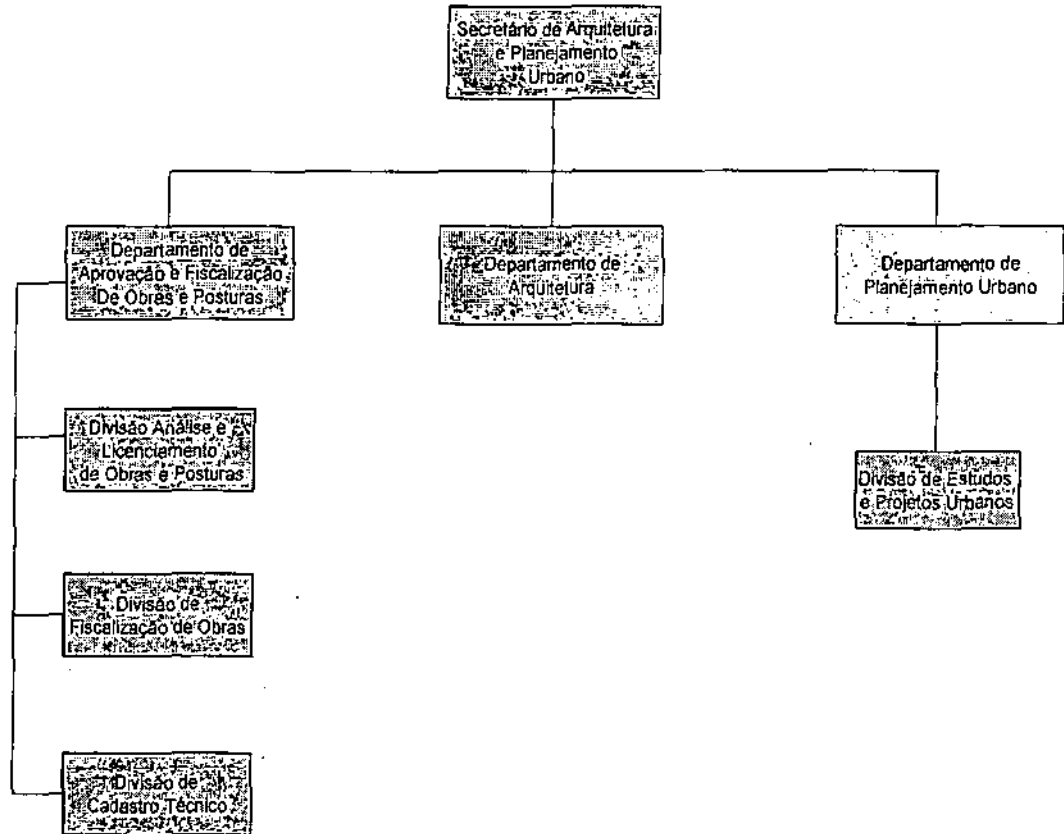 Secretário de Arquitetura
e Planejamento
Urbano
Departamento de
Aprovação e Fiscalização
De Obras e Posturas
Departamento de
Arquitetura
Departamento de
Planejamento Urbano
Divisão Análise e
Licenciamento
de Obras e Posturas
Divisão de Estudos
e Projetos Urbanos
Divisão de
Fiscalização de Obras
Divisão de
Cadastro Técnico